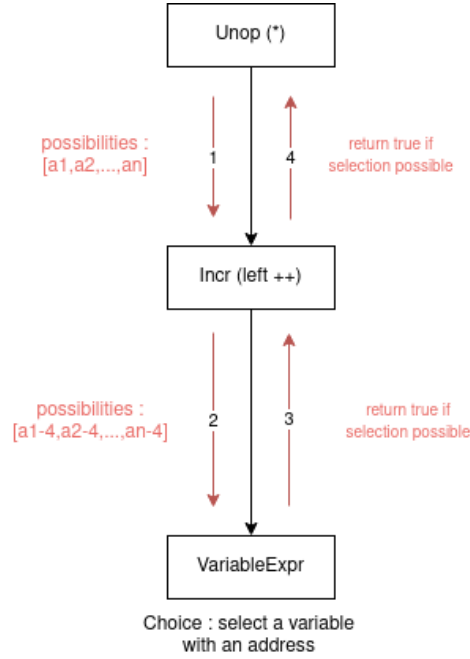 Unop (*)
possibilities :
[a1,a2,...,an]
1
4
return true if
selection possible
Incr (left ++)
possibilities :
[a1-4,a2-4,...,an-4]
2
3
return true if
selection possible
VariableExpr
Choice : select a variable
with an address